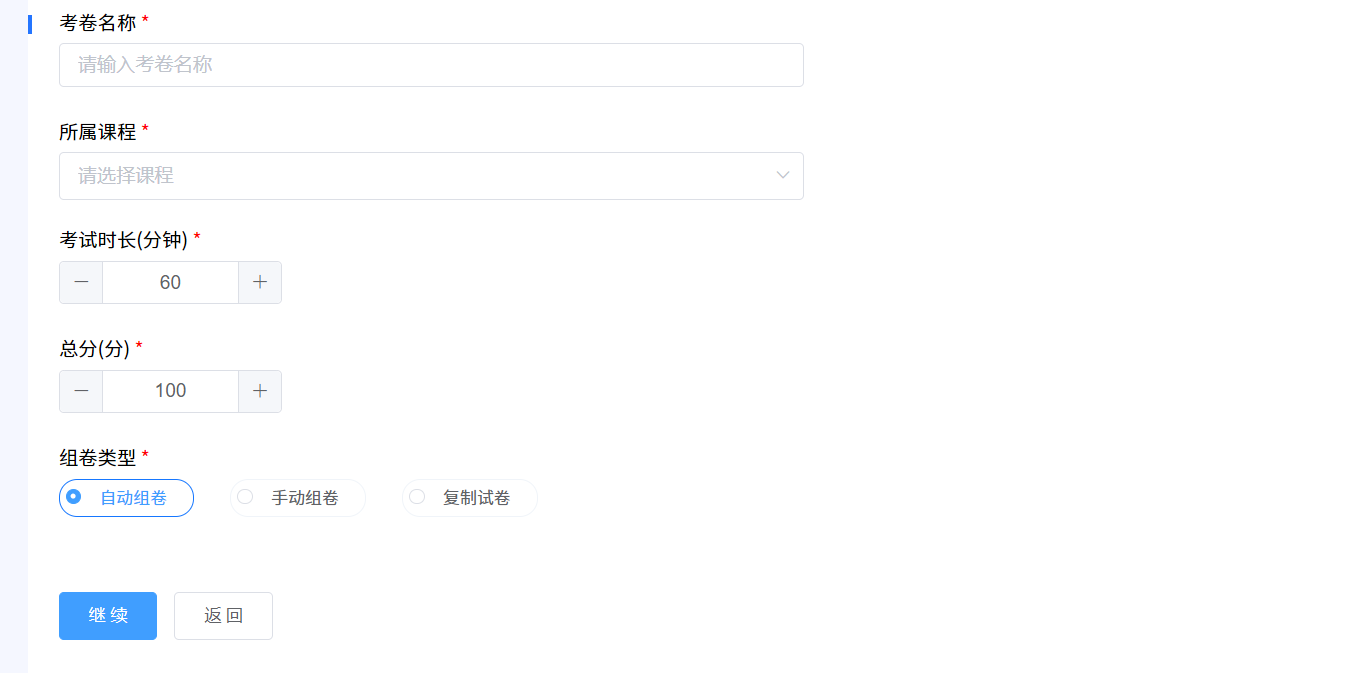 考卷名称 *
请输入考卷名称
所属课程 *
请选择课程
考试时长(分钟) *
— 60 +
总分(分) *
— 100 +
组卷类型 *
自动组卷 手动组卷 复制试卷
继 续 返 回